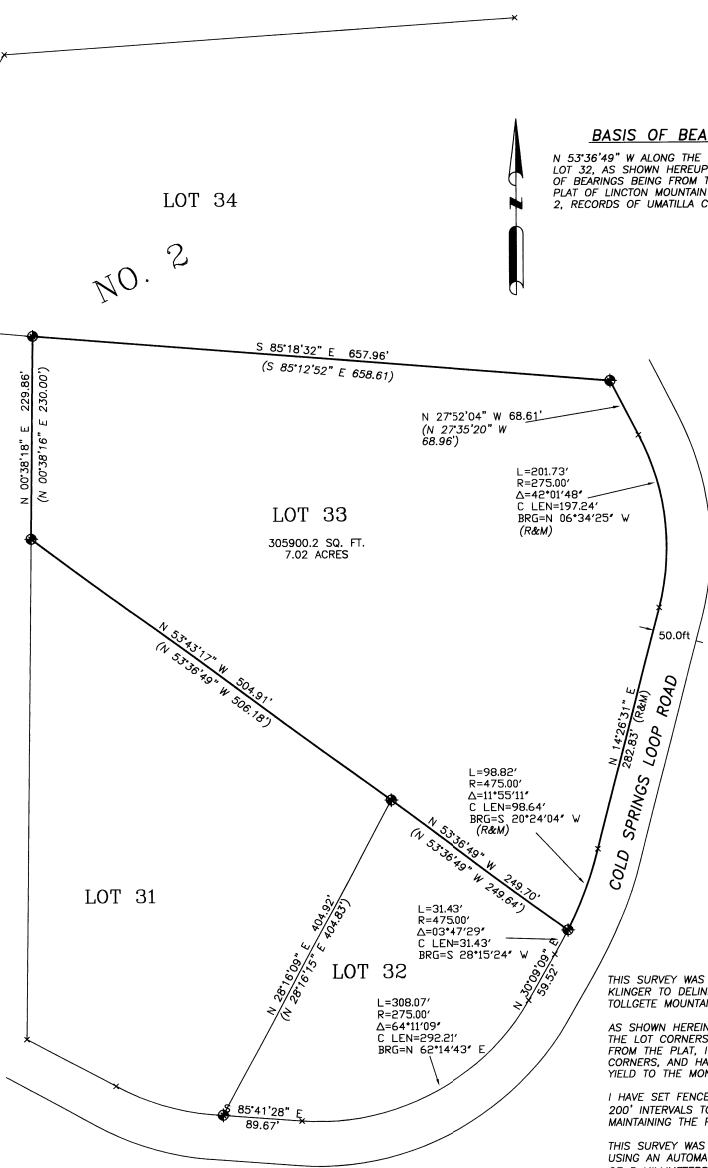 BASIS OF BEA
N 53°36'49" W ALONG THE
LOT 32, AS SHOWN HEREUP
OF BEARINGS BEING FROM T
PLAT OF LINCTON MOUNTAIN
2, RECORDS OF UMATILLA C
LOT 34
NO. 2
N
S 85°18'32" E 657.96'
(S 85°12'52" E 658.61)
N 00°38'18" E 229.86'
(N 00°38'16" E 230.00')
N 27°52'04" W 68.61'
(N 27°35'20" W
68.96')
L=201.73'
R=275.00'
Δ=42°01'48"
C LEN=197.24'
BRG=N 06°34'25" W
(R&M)
LOT 33
305900.2 SQ. FT.
7.02 ACRES
50.0ft
N 53°43'17" W 504.91'
(N 53°36'49" W 506.18')
N 14°26'31" E
282.83' (R&M)
COLD SPRINGS LOOP ROAD
L=98.82'
R=475.00'
Δ=11°55'11"
C LEN=98.64'
BRG=S 20°24'04" W
(R&M)
N 53°36'49" W 249.70'
(N 53°36'49" W 249.64')
LOT 31
L=31.43'
R=475.00'
Δ=03°47'29"
C LEN=31.43'
BRG=S 28°15'24" W
N 28°16'09" E 404.92'
(N 28°16'15" E 404.83')
LOT 32
N 30°09'09" E
59.52'
L=308.07'
R=275.00'
Δ=64°11'09"
C LEN=292.21'
BRG=N 62°14'43" E
S 85°41'28" E
89.67'
THIS SURVEY WAS
KLINGER TO DELIN
TOLLGETE MOUNTA
AS SHOWN HEREIN
THE LOT CORNERS
FROM THE PLAT, I
CORNERS, AND HA
YIELD TO THE MON
I HAVE SET FENCE
200' INTERVALS TO
MAINTAINING THE P
THIS SURVEY WAS
USING AN AUTOMA